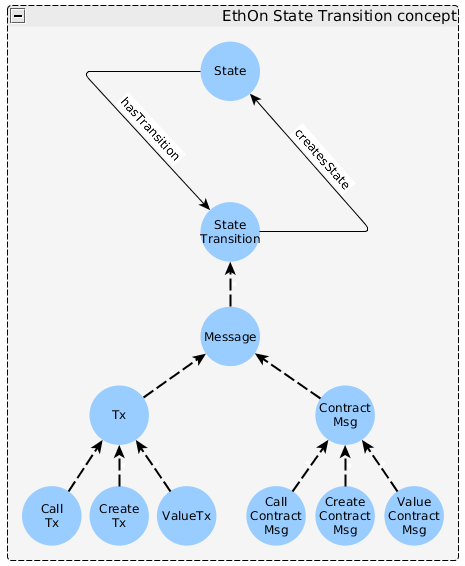 EthOn State Transition concept
State
hasTransition
createsState
State
Transition
Message
Tx
Contract
Msg
Call
Tx
Create
Tx
ValueTx
Call
Contract
Msg
Create
Contract
Msg
Value
Contract
Msg